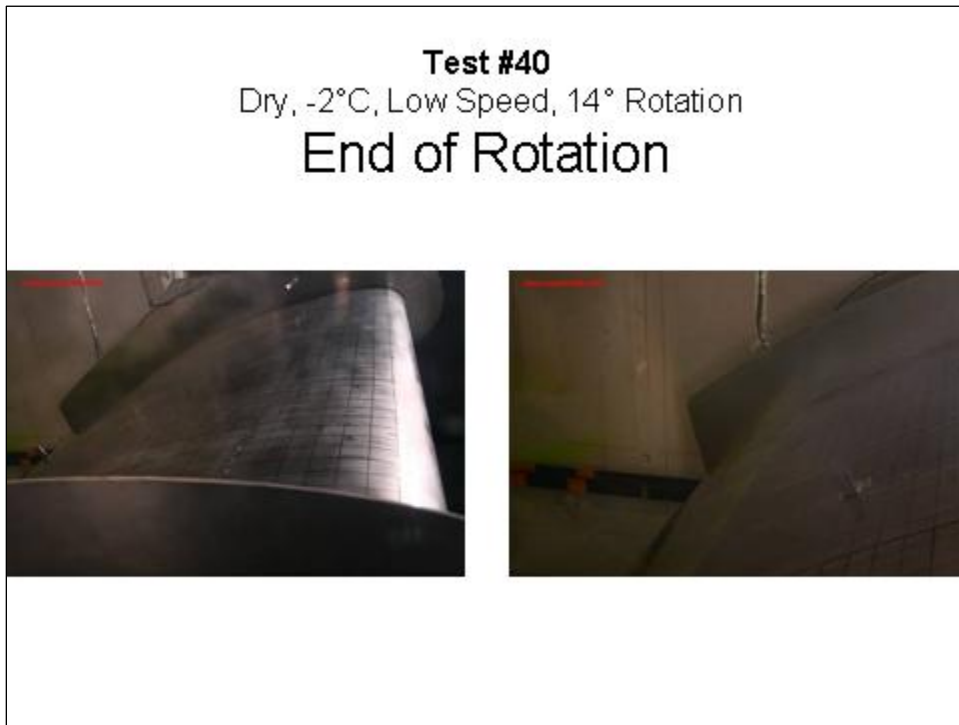 Test #40
Dry, -2°C, Low Speed, 14° Rotation
End of Rotation